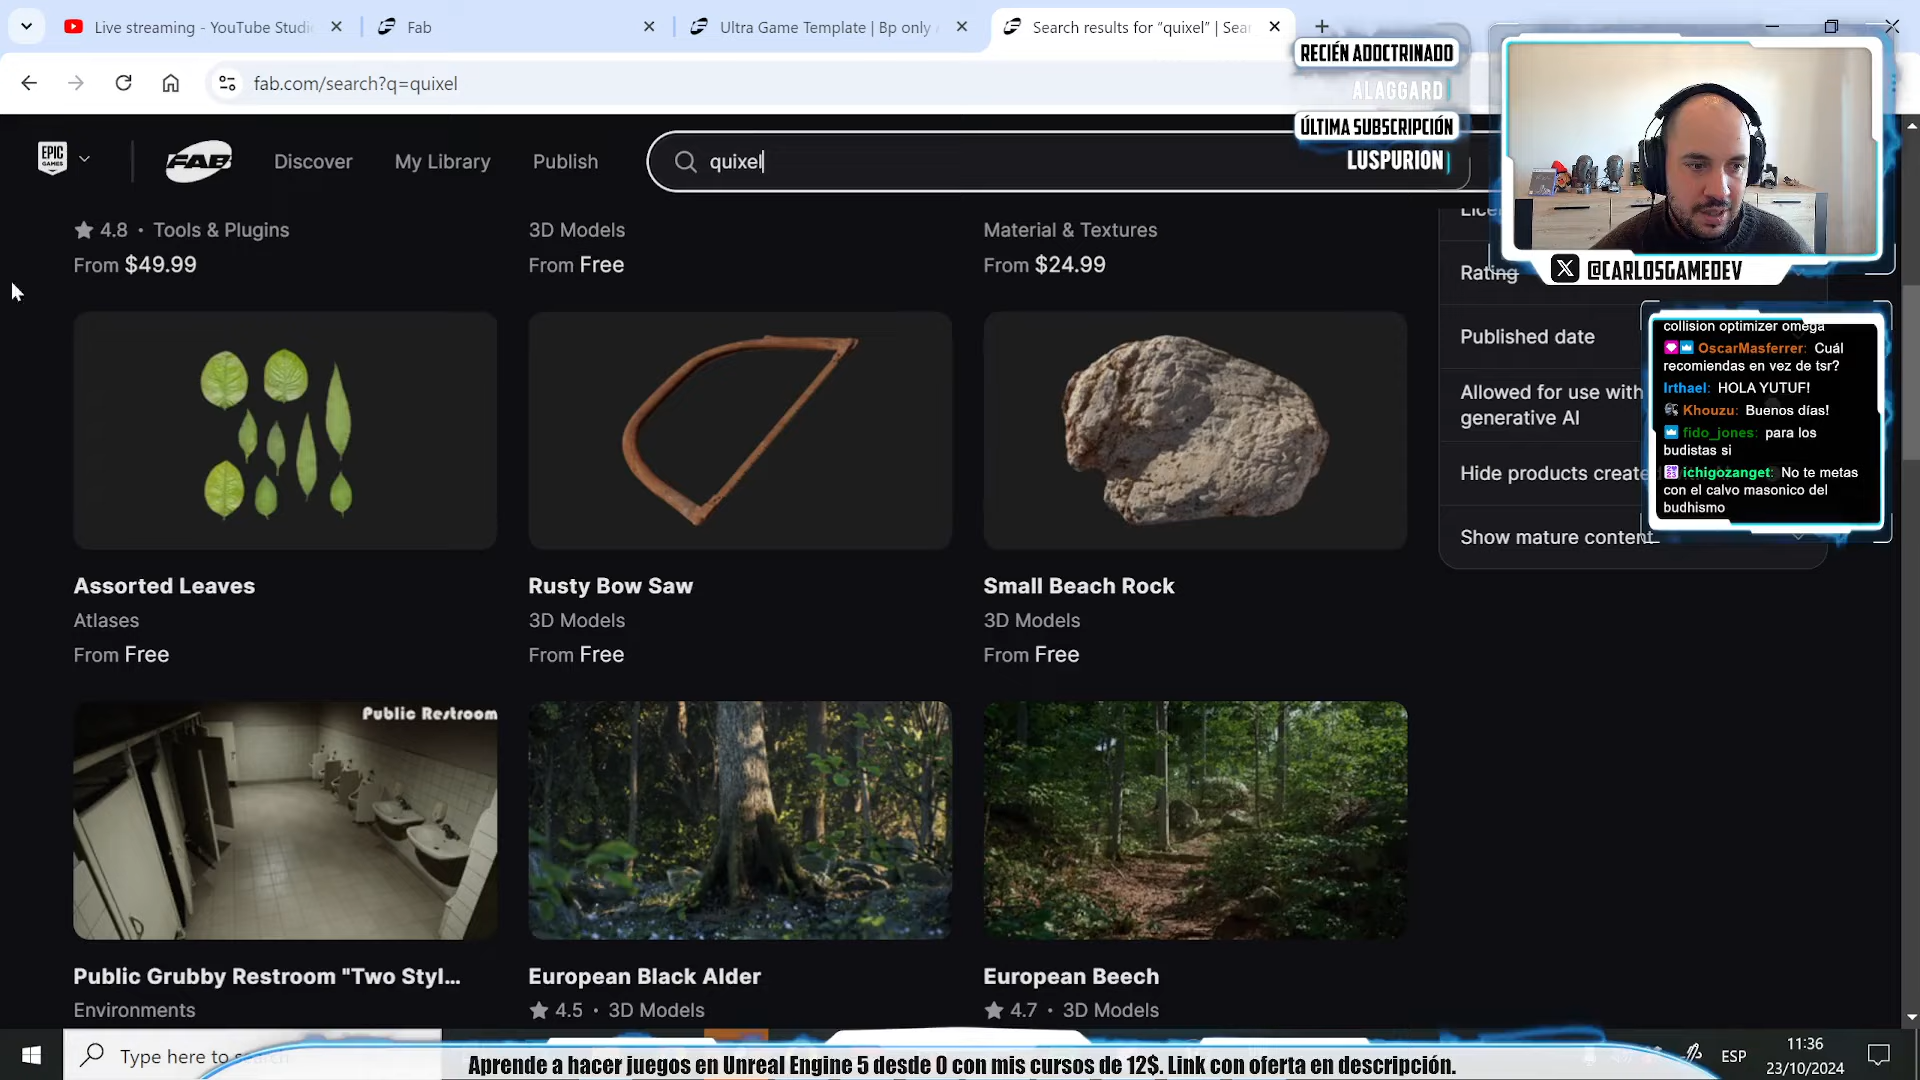 Live streaming - YouTube Studi
Fab
Ultra Game Template | Bp only
Search results for “quixel” | Sear
fab.com/search?q=quixel
RECIÉN ADOCTRINADO
ALAGGARD
ÚLTIMA SUBSCRIPCIÓN
LUSPURION
EPIC
GAMES
FAB
Discover
My Library
Publish
quixel
4.8 • Tools & Plugins
From $49.99
3D Models
From Free
Material & Textures
From $24.99
Rating
Published date
Allowed for use with
generative AI
Hide products create
Show mature content
@CARLOSGAMEDEV
collision optimizer omega
OscarMasferrer: Cuál
recomiendas en vez de tsr?
Irthael: HOLA YUTUF!
Khouzu: Buenos días!
fido_jones: para los
budistas si
ichigozanget: No te metas
con el calvo masonico del
budhismo
Assorted Leaves
Atlases
From Free
Rusty Bow Saw
3D Models
From Free
Small Beach Rock
3D Models
From Free
Public Restroom
Public Grubby Restroom "Two Styl...
Environments
European Black Alder
4.5 • 3D Models
European Beech
4.7 • 3D Models
Type here to search
Aprende a hacer juegos en Unreal Engine 5 desde 0 con mis cursos de 12$. Link con oferta en descripción.
ESP
11:36
23/10/2024